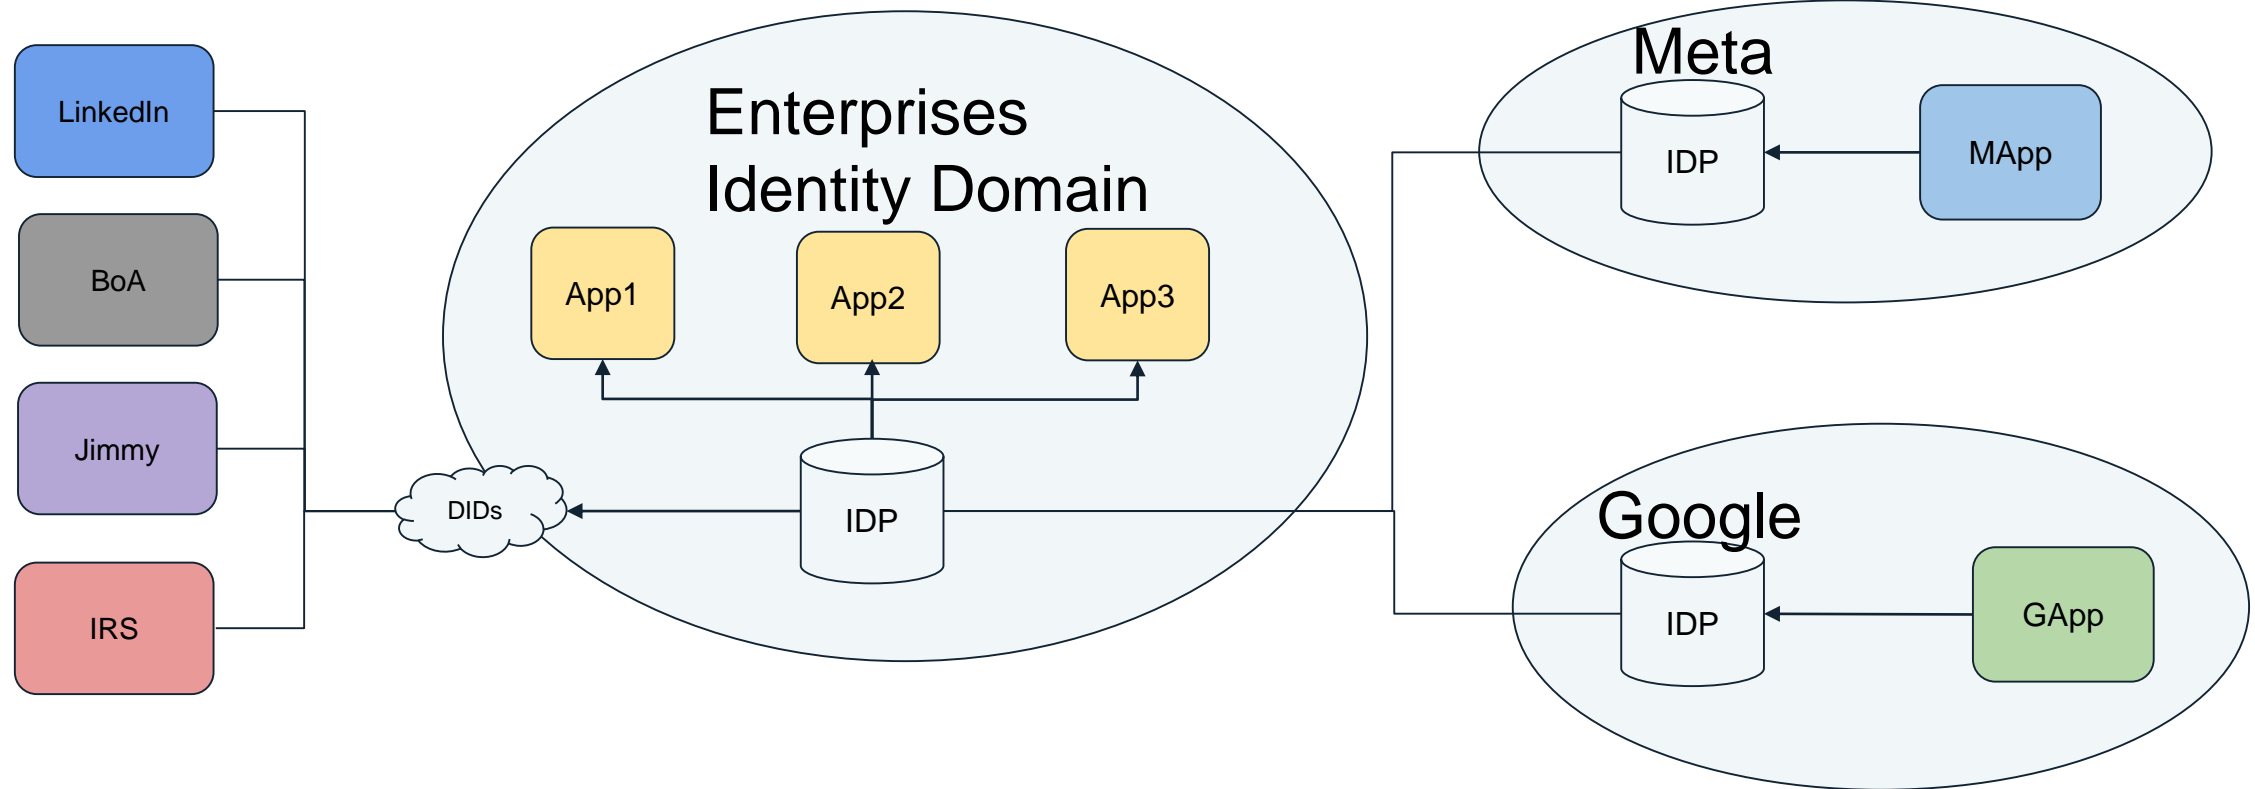 LinkedIn
BoA
Jimmy
IRS
DIDs
Enterprises
Identity Domain
App1
App2
App3
IDP
Meta
IDP
MApp
Google
IDP
GApp